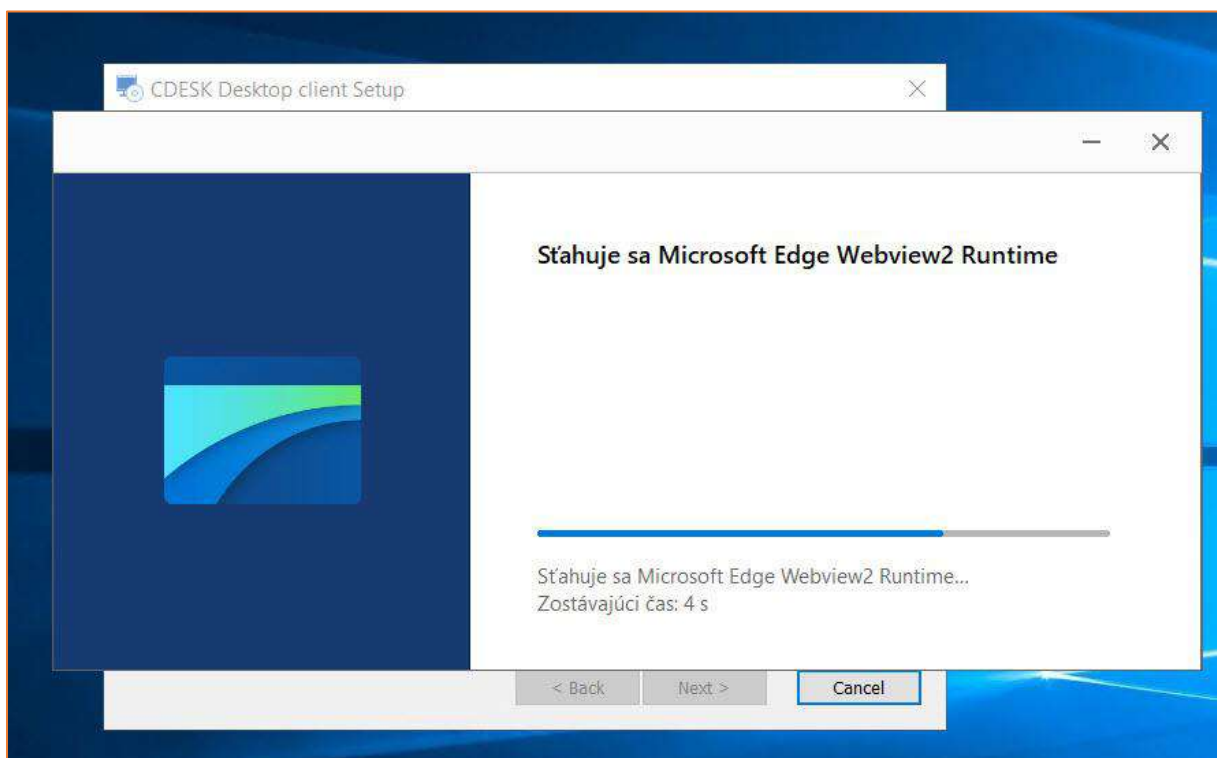 CDESK Desktop client Setup
Sťahuje sa Microsoft Edge Webview2 Runtime
Sťahuje sa Microsoft Edge Webview2 Runtime...
Zostávajúci čas: 4 s
< Back Next > Cancel